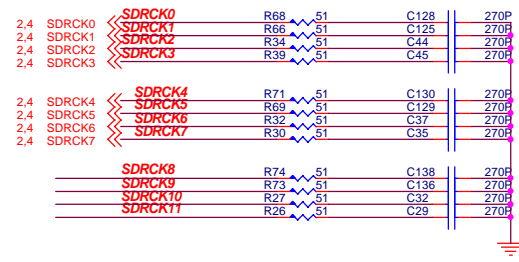 2,4 SDRCK0 SDRCK0 R68 51 C128 270P
2,4 SDRCK1 SDRCK1 R66 51 C125 270P
2,4 SDRCK2 SDRCK2 R34 51 C44 270P
2,4 SDRCK3 SDRCK3 R39 51 C45 270P
2,4 SDRCK4 SDRCK4 R71 51 C130 270P
2,4 SDRCK5 SDRCK5 R69 51 C129 270P
2,4 SDRCK6 SDRCK6 R32 51 C37 270P
2,4 SDRCK7 SDRCK7 R30 51 C35 270P
SDRCK8 R74 51 C138 270P
SDRCK9 R73 51 C136 270P
SDRCK10 R27 51 C32 270P
SDRCK11 R26 51 C29 270P